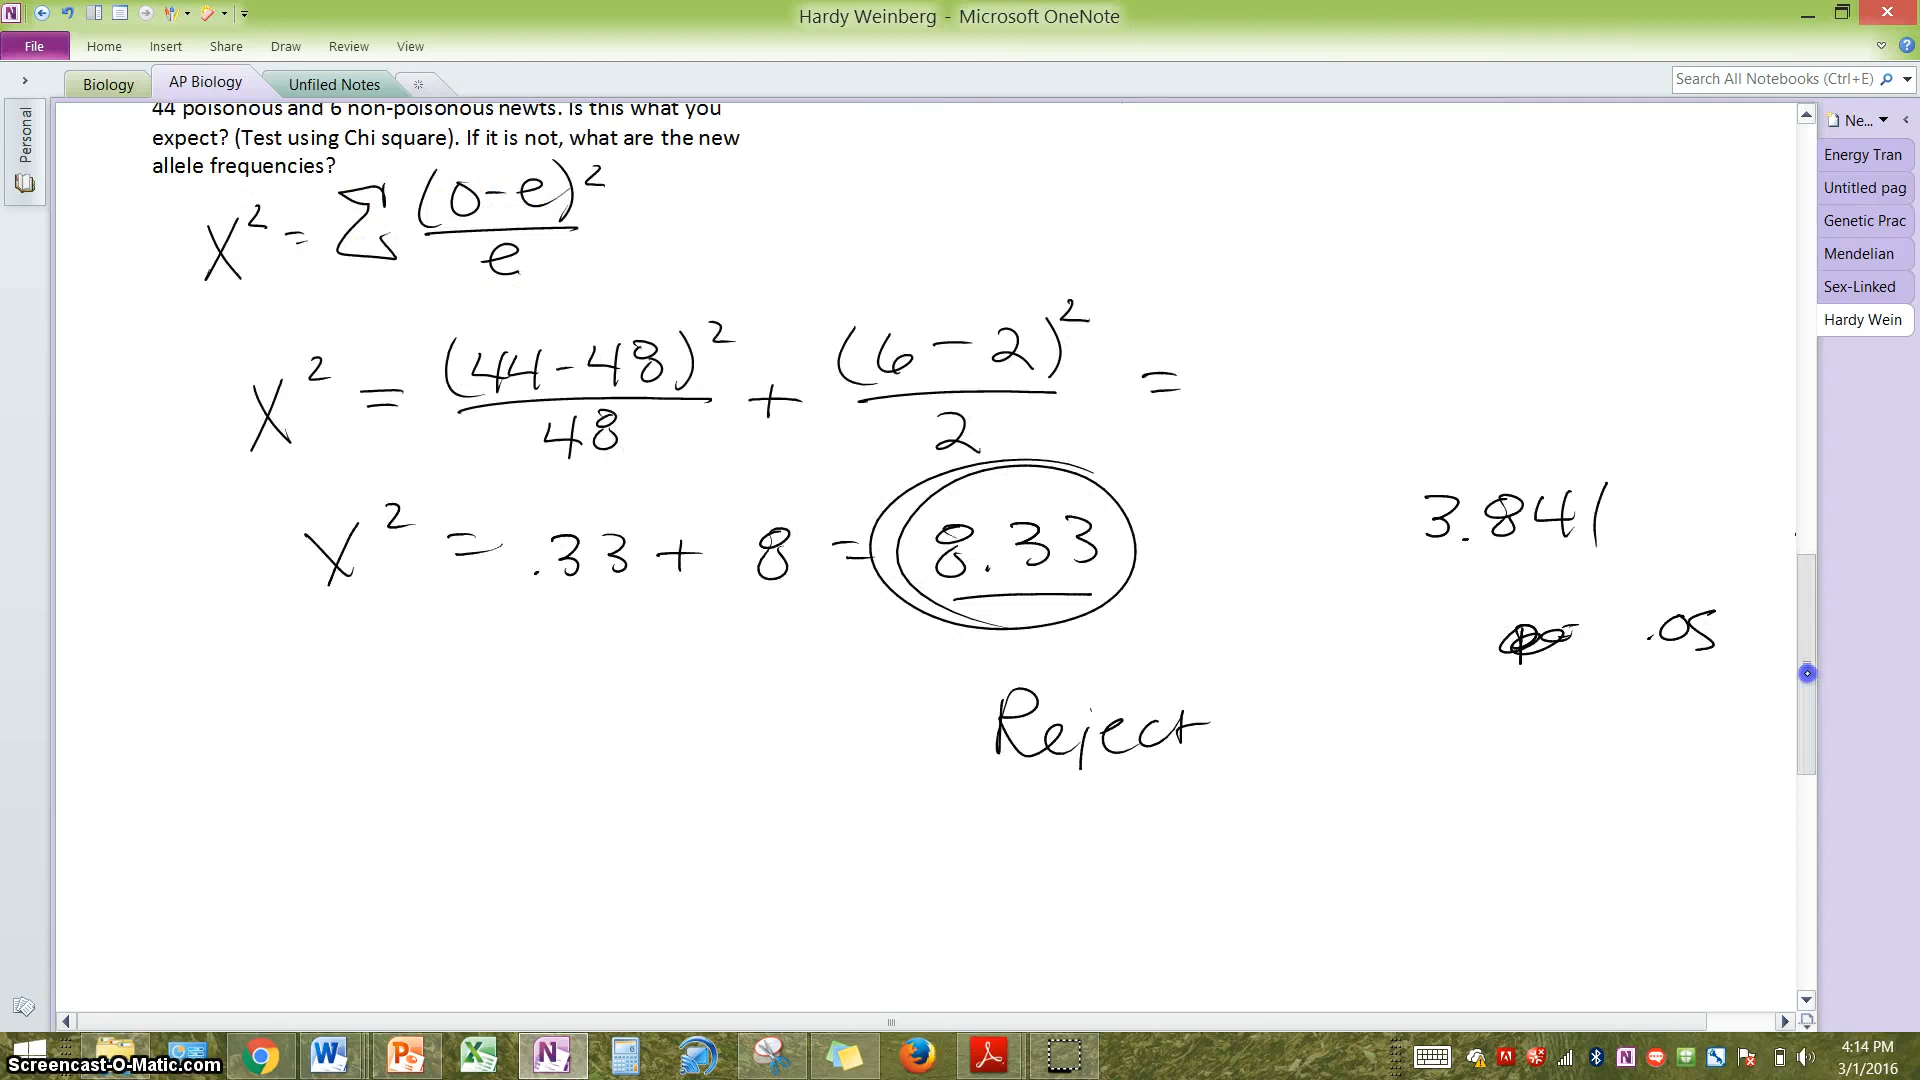 Hardy Weinberg - Microsoft OneNote
File Home Insert Share Draw Review View
Biology AP Biology Unfiled Notes
Search All Notebooks (Ctrl+E)
Personal
Ne...
Energy Tran
Untitled pag
Genetic Prac
Mendelian
Sex-Linked
Hardy Wein
44 poisonous and 6 non-poisonous newts. Is this what you
expect? (Test using Chi square). If it is not, what are the new
allele frequencies?
X² = Σ (o-e)² / e
X² = (44-48)² / 48 + (6-2)² / 2 =
X² = .33 + 8 = 8.33
3.841
.05
Reject
Screencast-O-Matic.com
4:14 PM
3/1/2016